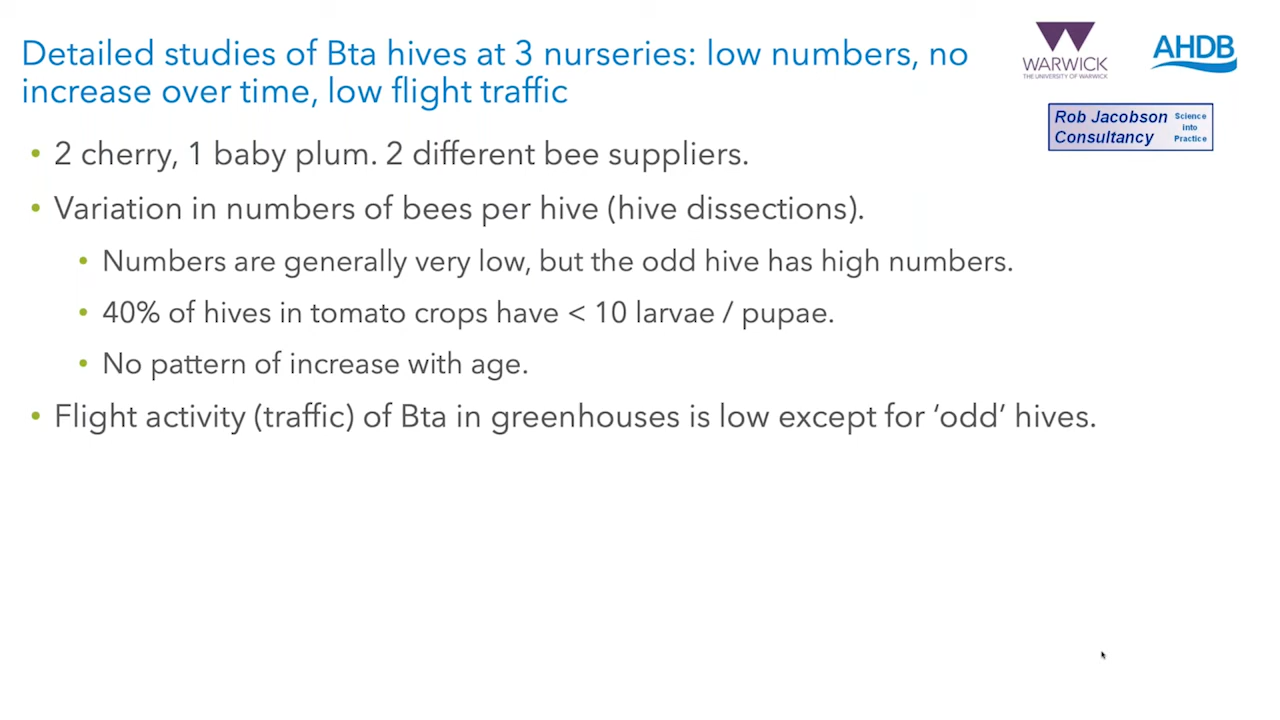 Detailed studies of Bta hives at 3 nurseries: low numbers, no
increase over time, low flight traffic
WARWICK
THE UNIVERSITY OF WARWICK
AHDB
Rob Jacobson
Consultancy
Science
into
Practice
• 2 cherry, 1 baby plum. 2 different bee suppliers.
• Variation in numbers of bees per hive (hive dissections).
• Numbers are generally very low, but the odd hive has high numbers.
• 40% of hives in tomato crops have < 10 larvae / pupae.
• No pattern of increase with age.
• Flight activity (traffic) of Bta in greenhouses is low except for ‘odd’ hives.